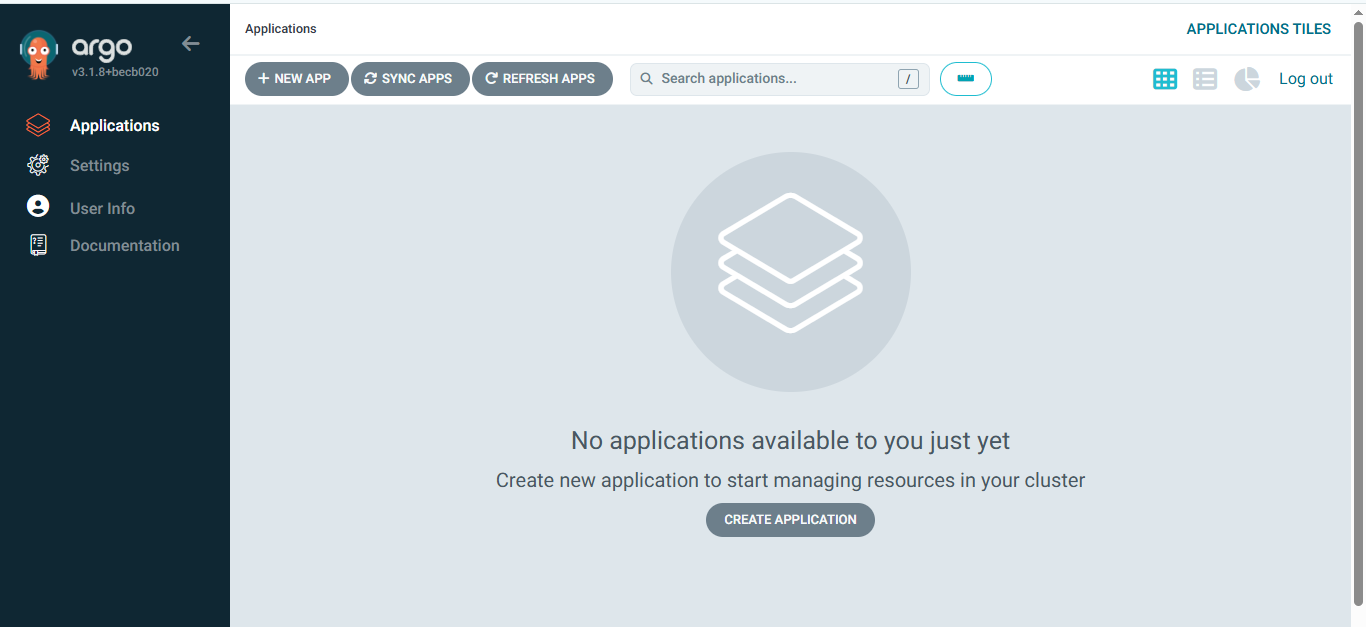 argo
v3.1.8+becb020
Applications
Settings
User Info
Documentation
Applications
APPLICATIONS TILES
NEW APP SYNC APPS REFRESH APPS Search applications... / Log out
No applications available to you just yet
Create new application to start managing resources in your cluster
CREATE APPLICATION